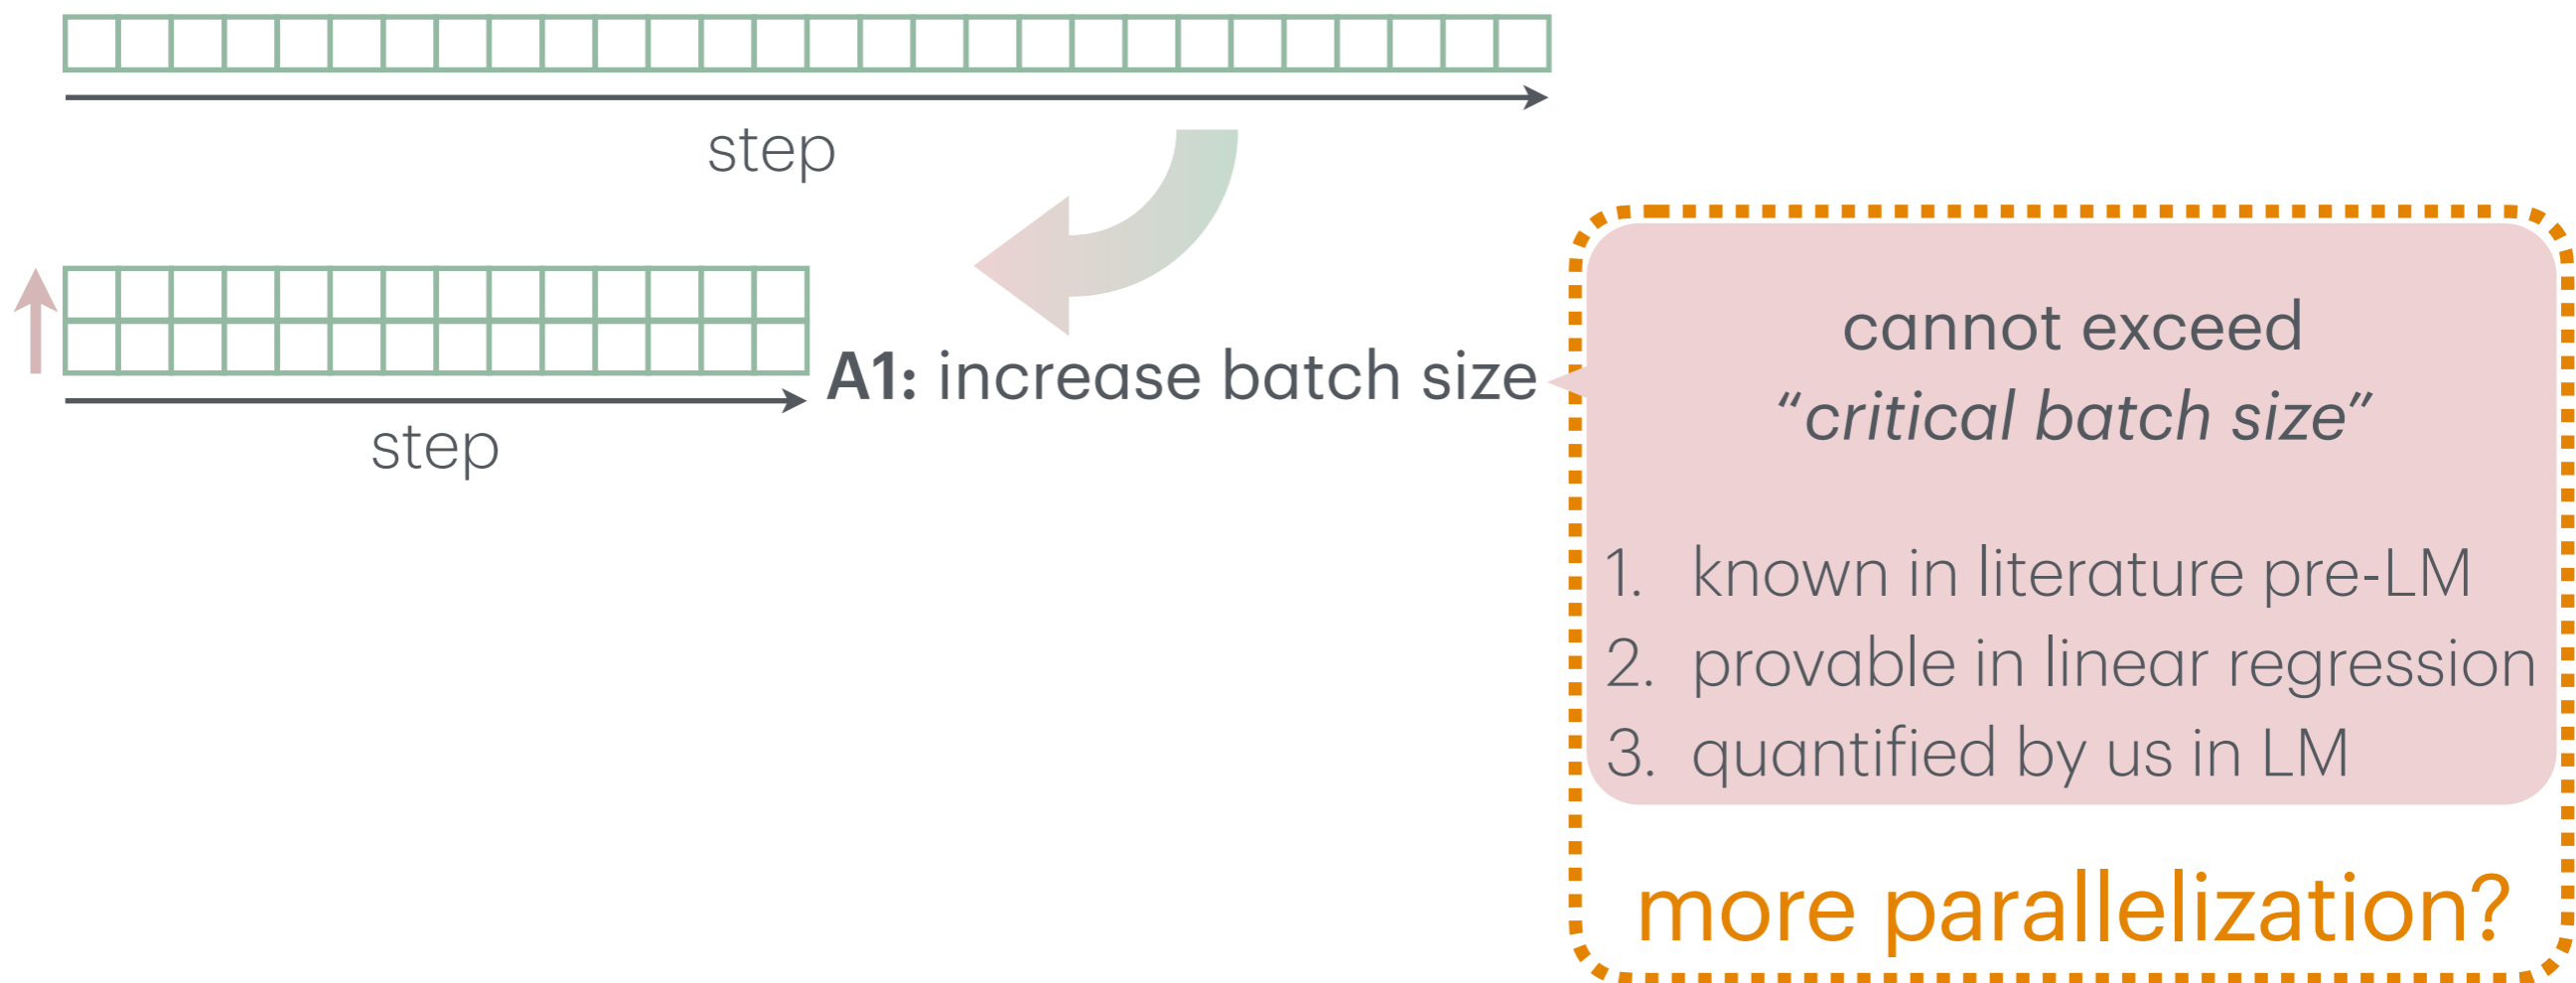 step
step
A1: increase batch size
cannot exceed
“critical batch size”
1. known in literature pre-LM
2. provable in linear regression
3. quantified by us in LM
more parallelization?